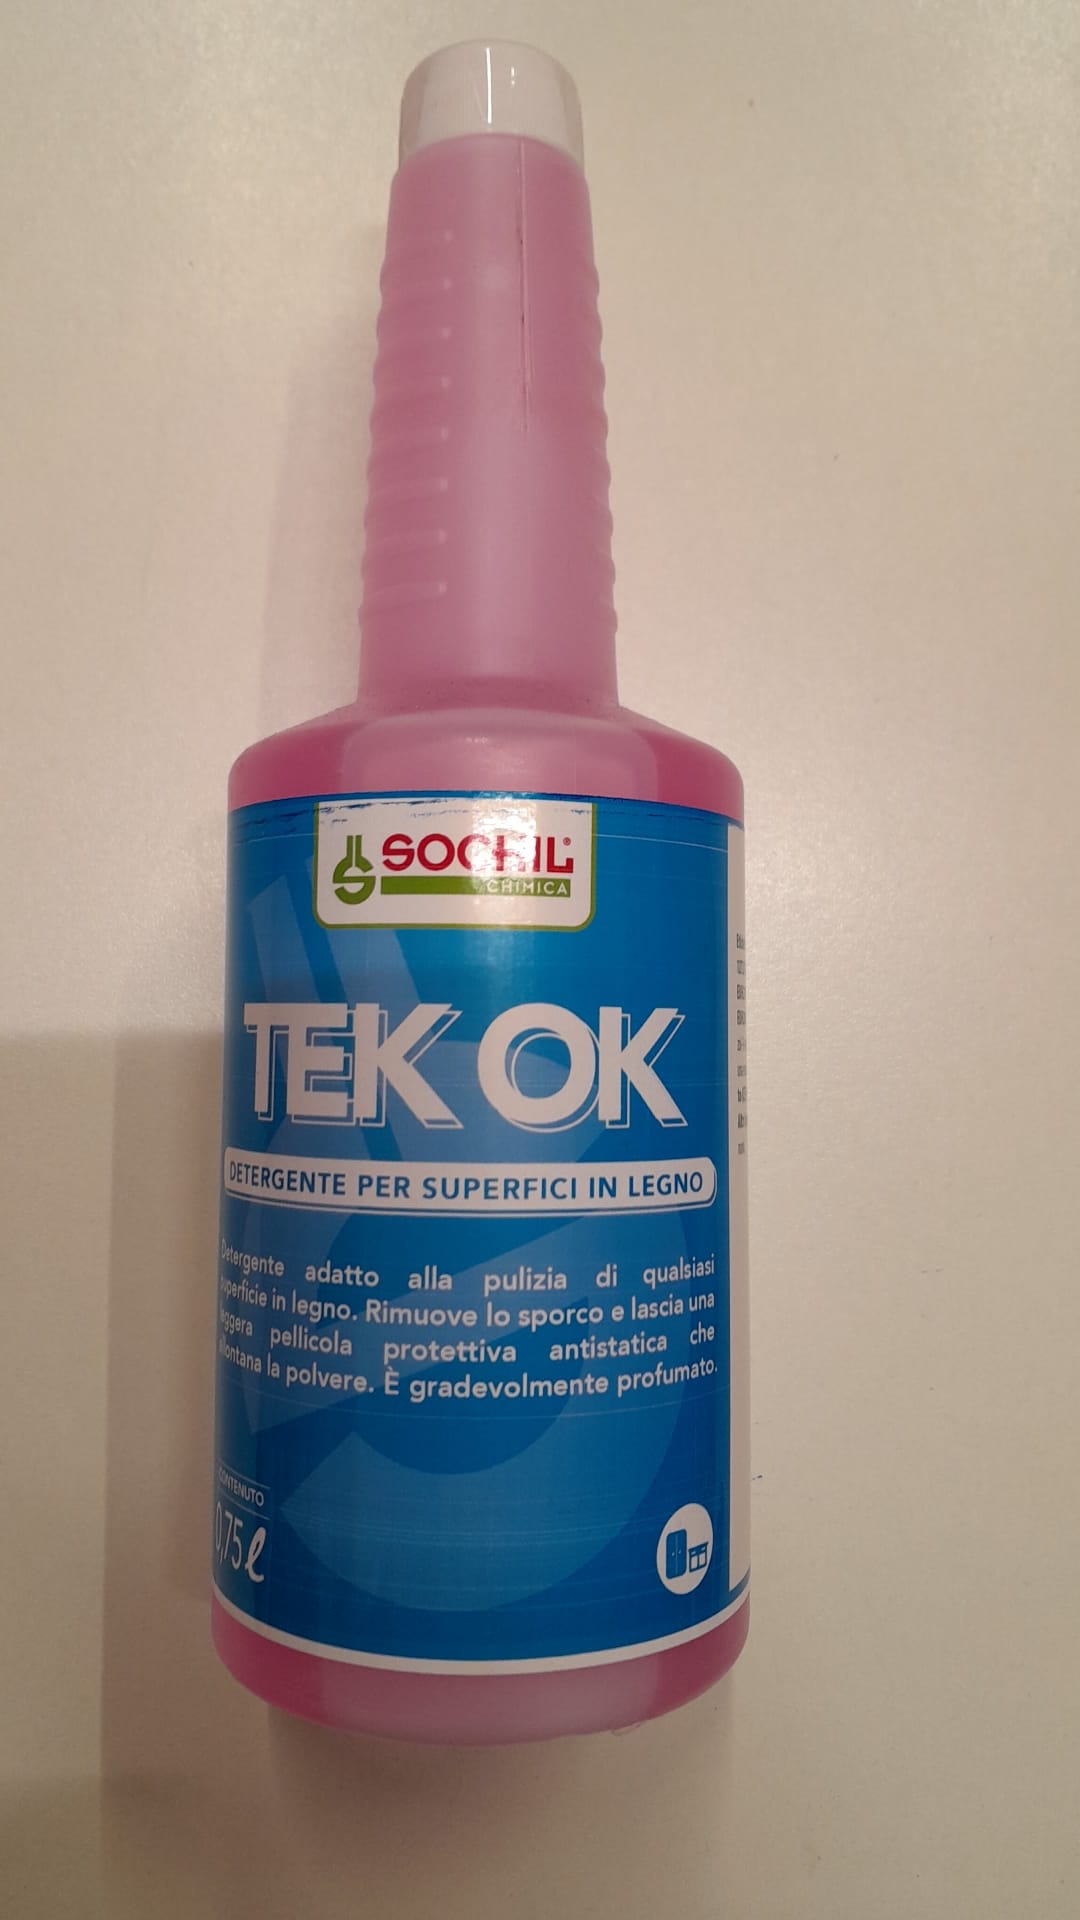 SOCHIL®
CHIMICA
TEK OK
DETERGENTE PER SUPERFICI IN LEGNO
Detergente adatto alla pulizia di qualsiasi
superficie in legno. Rimuove lo sporco e lascia una
leggera pellicola protettiva antistatica che
allontana la polvere. È gradevolmente profumato.
CONTENUTO
0,75 ℓ